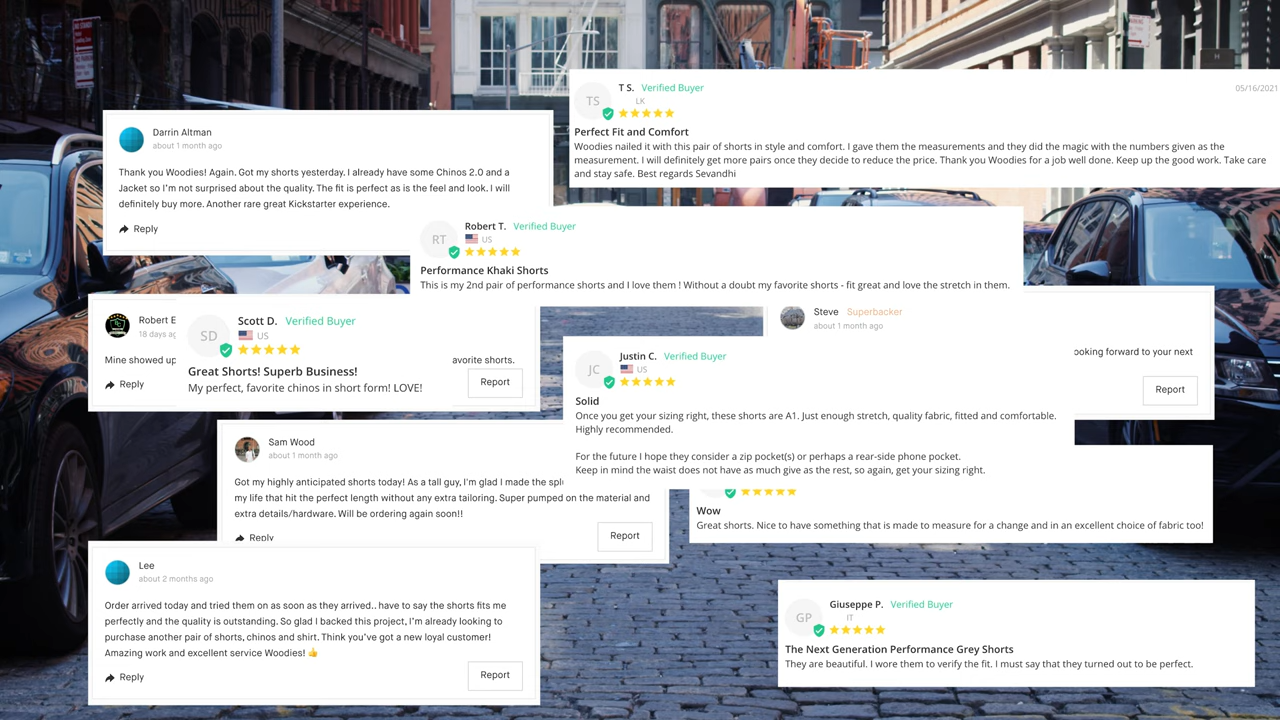 T S. Verified Buyer
05/16/2021
LK
TS
Perfect Fit and Comfort
Woodies nailed it with this pair of shorts in style and comfort. I gave them the measurements and they did the magic with the numbers given as the
measurement. I will definitely get more pairs once they decide to reduce the price. Thank you Woodies for a job well done. Keep up the good work. Take care
and stay safe. Best regards Sevandhi
Darrin Altman
about 1 month ago
Thank you Woodies! Again. Got my shorts yesterday. I already have some Chinos 2.0 and a
Jacket so I'm not surprised about the quality. The fit is perfect as is the feel and look. I will
definitely buy more. Another rare great Kickstarter experience.
Reply
Robert T. Verified Buyer
RT
US
Performance Khaki Shorts
This is my 2nd pair of performance shorts and I love them ! Without a doubt my favorite shorts - fit great and love the stretch in them.
Robert E
18 days ag
Mine showed up
avorite shorts.
Reply
Report
Scott D. Verified Buyer
SD
US
Great Shorts! Superb Business!
My perfect, favorite chinos in short form! LOVE!
Steve Superbacker
about 1 month ago
ooking forward to your next
Report
Justin C. Verified Buyer
JC
US
Solid
Once you get your sizing right, these shorts are A1. Just enough stretch, quality fabric, fitted and comfortable.
Highly recommended.
For the future I hope they consider a zip pocket(s) or perhaps a rear-side phone pocket.
Keep in mind the waist does not have as much give as the rest, so again, get your sizing right.
Sam Wood
about 1 month ago
Got my highly anticipated shorts today! As a tall guy, I'm glad I made the spl
my life that hit the perfect length without any extra tailoring. Super pumped on the material and
extra details/hardware. Will be ordering again soon!!
Reply
Report
Wow
Great shorts. Nice to have something that is made to measure for a change and in an excellent choice of fabric too!
Lee
about 2 months ago
Order arrived today and tried them on as soon as they arrived.. have to say the shorts fits me
perfectly and the quality is outstanding. So glad I backed this project, I'm already looking to
purchase another pair of shorts, chinos and shirt. Think you've got a new loyal customer!
Amazing work and excellent service Woodies! 👍
Reply
Report
Giuseppe P. Verified Buyer
GP
IT
The Next Generation Performance Grey Shorts
They are beautiful. I wore them to verify the fit. I must say that they turned out to be perfect.